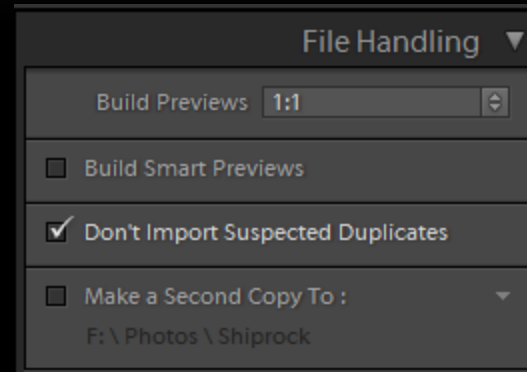 File Handling
Build Previews 1:1
Build Smart Previews
Don't Import Suspected Duplicates
Make a Second Copy To :
F: \ Photos \ Shiprock